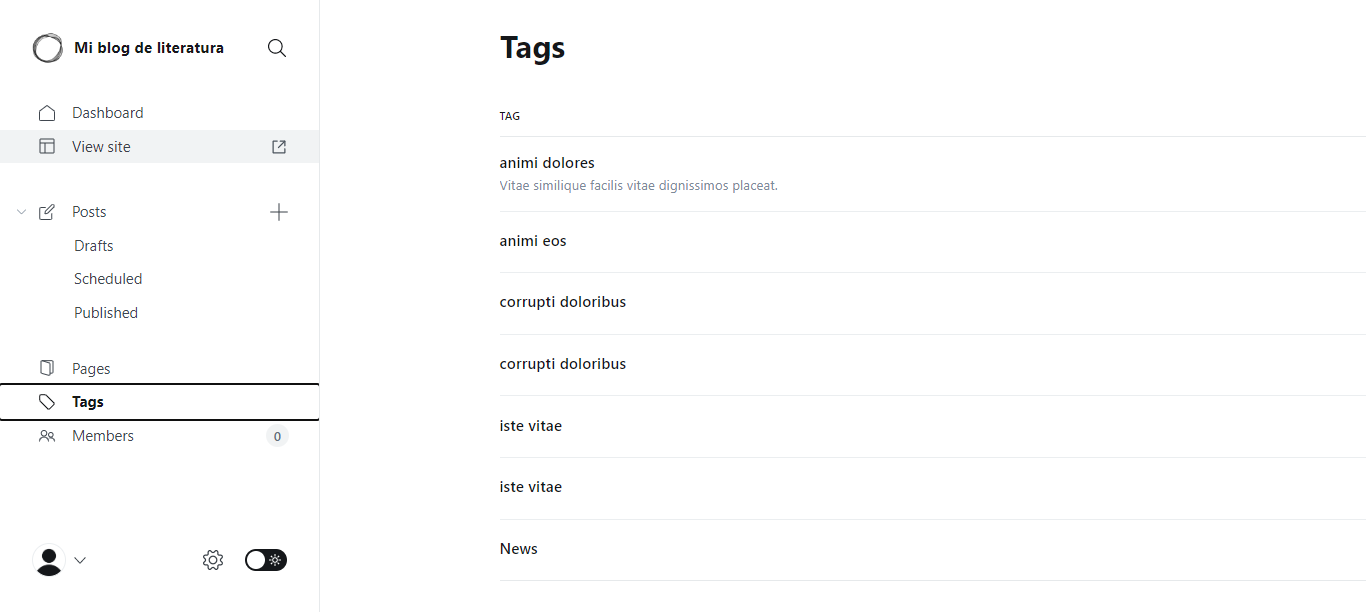 Mi blog de literatura
Dashboard
View site
Posts
Drafts
Scheduled
Published
Pages
Tags
Members
0
Tags
TAG
animi dolores
Vitae similique facilis vitae dignissimos placeat.
animi eos
corrupti doloribus
corrupti doloribus
iste vitae
iste vitae
News